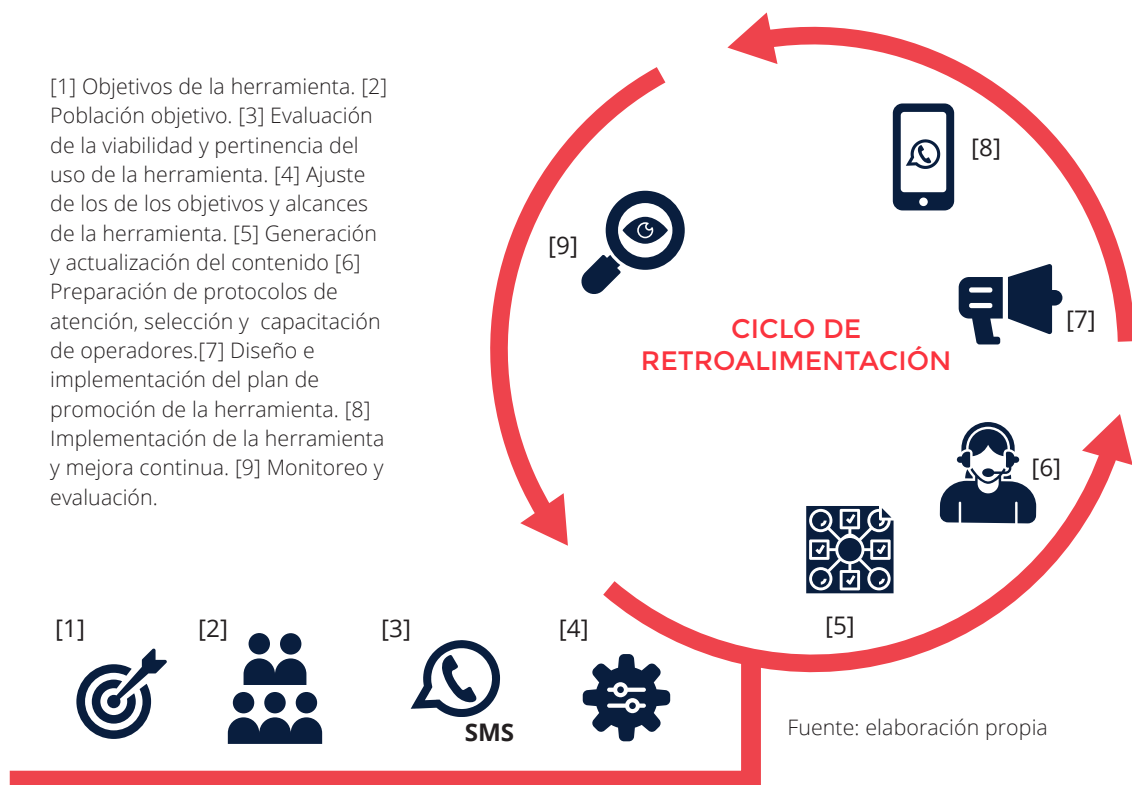 [1] Objetivos de la herramienta. [2]
Población objetivo. [3] Evaluación
de la viabilidad y pertinencia del
uso de la herramienta. [4] Ajuste
de los de los objetivos y alcances
de la herramienta. [5] Generación
y actualización del contenido [6]
Preparación de protocolos de
atención, selección y  capacitación
de operadores.[7] Diseño e
implementación del plan de
promoción de la herramienta. [8]
Implementación de la herramienta
y mejora continua. [9] Monitoreo y
evaluación.
[8]
[9]
[7]
CICLO DE
RETROALIMENTACIÓN
[6]
[5]
[1]
[2]
[3]
[4]
SMS
Fuente: elaboración propia